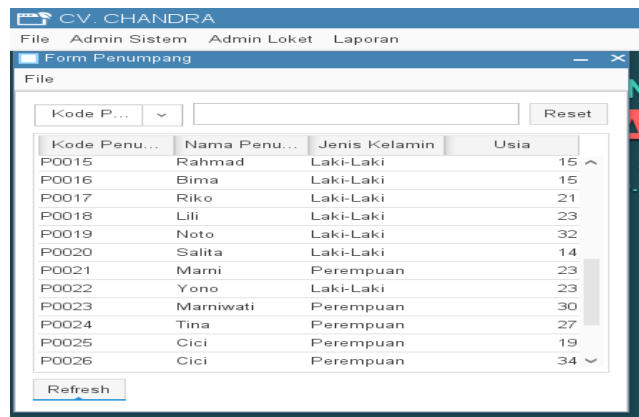 CV. CHANDRA
File Admin Sistem Admin Loket Laporan
Form Penumpang
File
Kode P... Reset
Kode Penu... Nama Penu... Jenis Kelamin Usia
P0015 Rahmad Laki-Laki 15
P0016 Bima Laki-Laki 15
P0017 Riko Laki-Laki 21
P0018 Lili Laki-Laki 23
P0019 Noto Laki-Laki 32
P0020 Salita Laki-Laki 14
P0021 Marni Perempuan 23
P0022 Yono Laki-Laki 23
P0023 Marniwati Perempuan 30
P0024 Tina Perempuan 27
P0025 Cici Perempuan 19
P0026 Cici Perempuan 34
Refresh